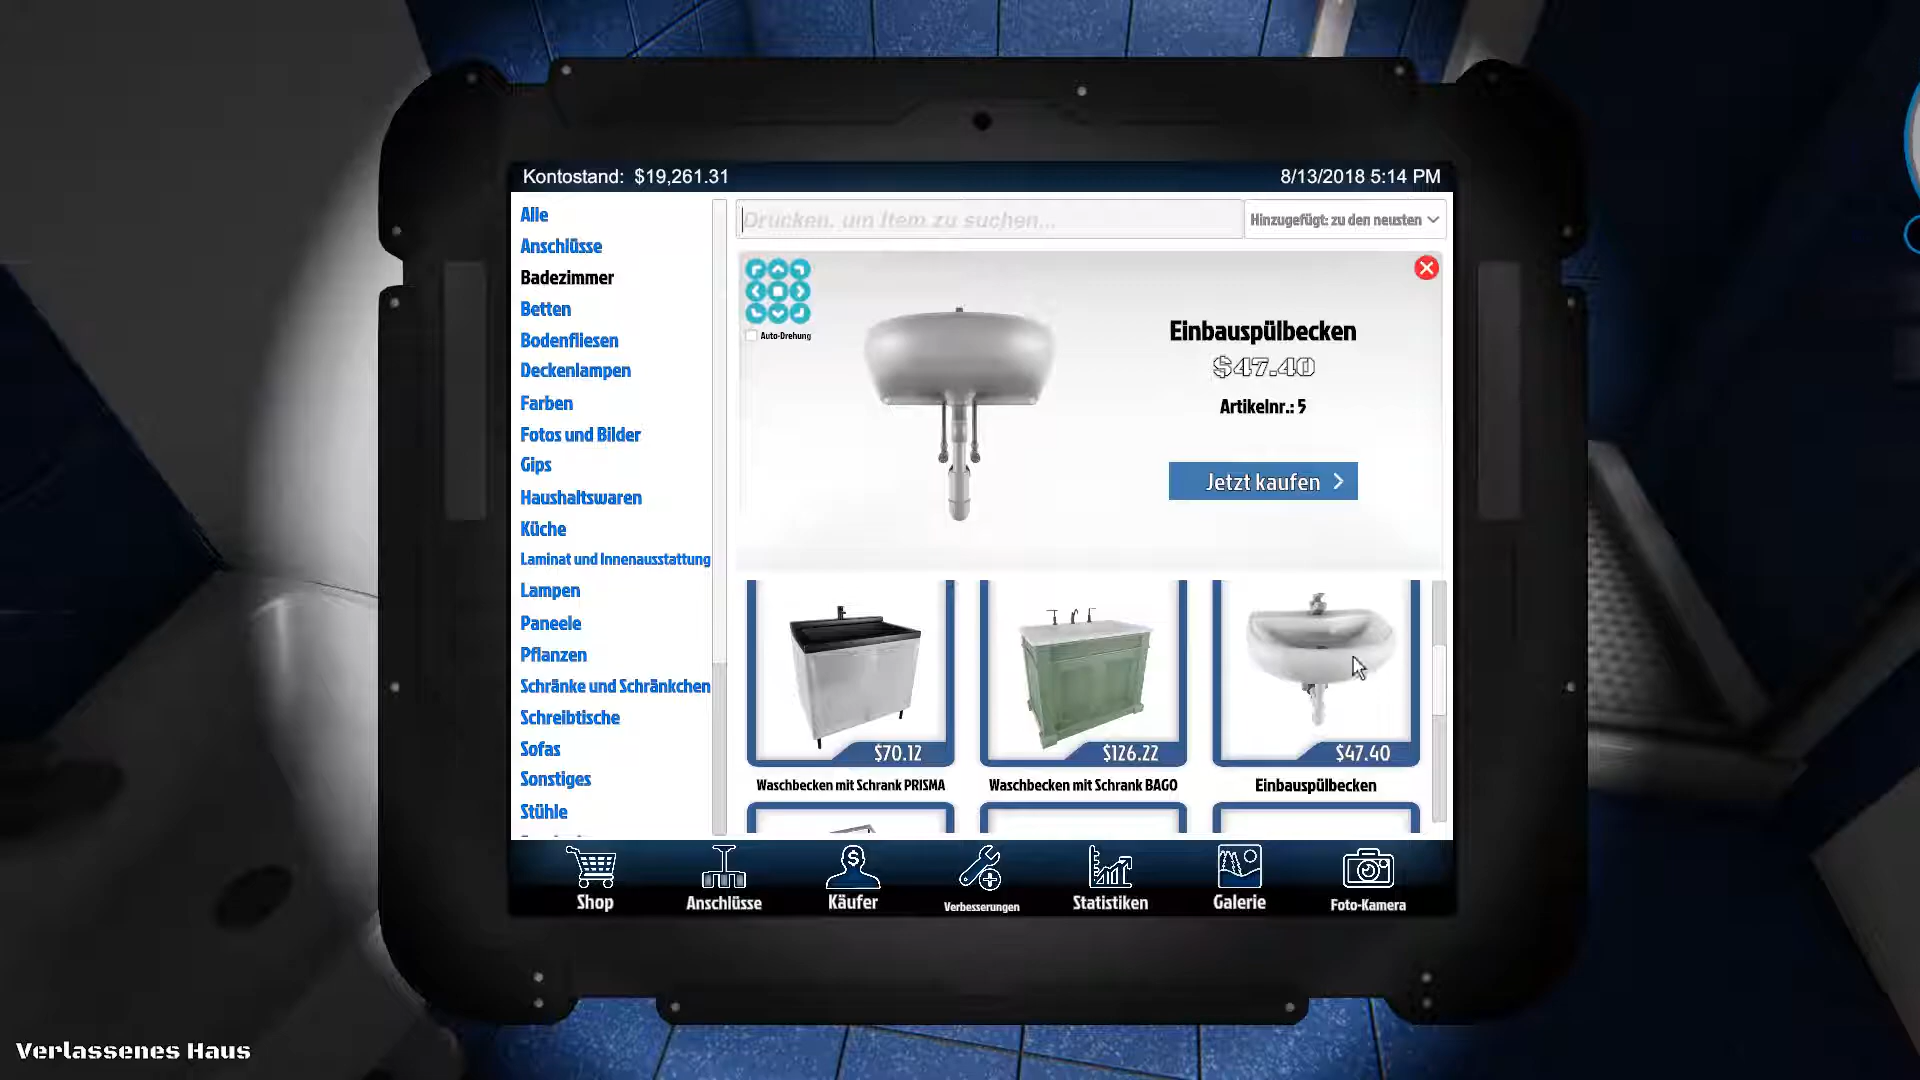 Kontostand: $19,261.31
8/13/2018 5:14 PM
Alle
Anschlüsse
Badezimmer
Betten
Bodenfliesen
Deckenlampen
Farben
Fotos und Bilder
Gips
Haushaltswaren
Küche
Laminat und Innenausstattung
Lampen
Paneele
Pflanzen
Schränke und Schränkchen
Schreibtische
Sofas
Sonstiges
Stühle
Drucken, um Item zu suchen...
Hinzugefügt: zu den neusten
Auto-Drehung
Einbauspülbecken
$47.40
Artikelnr.: 5
Jetzt kaufen
$70.12
$126.22
$47.40
Waschbecken mit Schrank PRISMA
Waschbecken mit Schrank BAGO
Einbauspülbecken
Shop
Anschlüsse
Käufer
Verbesserungen
Statistiken
Galerie
Foto-Kamera
Verlassenes Haus